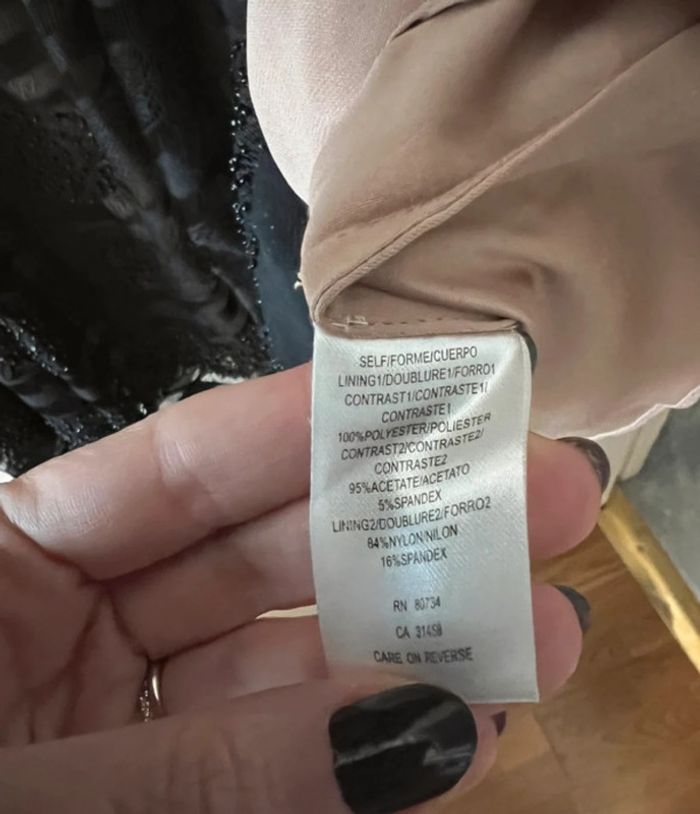 SELF/FORME/CUERPO
LINING1/DOUBLURE1/FORRO1
CONTRAST1/CONTRASTE1/
CONTRASTE1
100%POLYESTER/POLIESTER
CONTRAST2/CONTRASTE2/
CONTRASTE2
95%ACETATE/ACETATO
5%SPANDEX
LINING2/DOUBLURE2/FORRO2
84%NYLON/NILON
16%SPANDEX
RN 80734
CA 31458
CARE ON REVERSE